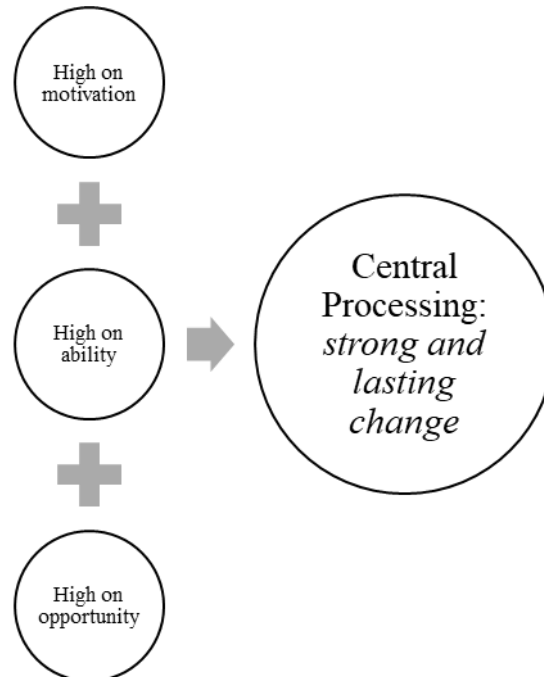 High on
motivation
High on
ability
High on
opportunity
Central
Processing:
strong and
lasting
change